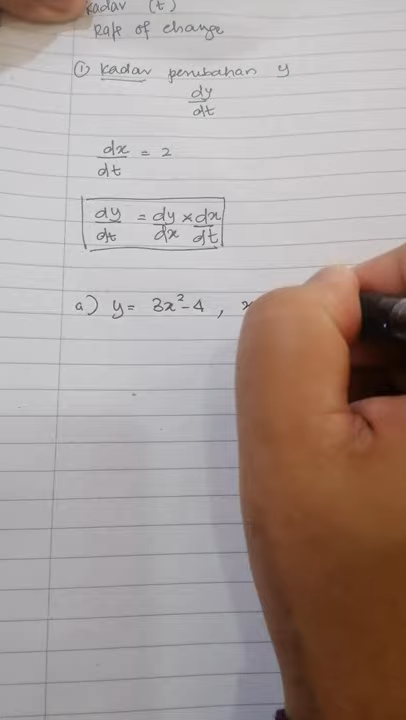 Kadar (t)
Rate of change
① Kadar perubahan y
dy/dt
dx/dt = 2
dy/dt = dy/dx × dx/dt
a) y = 3x²-4 , x